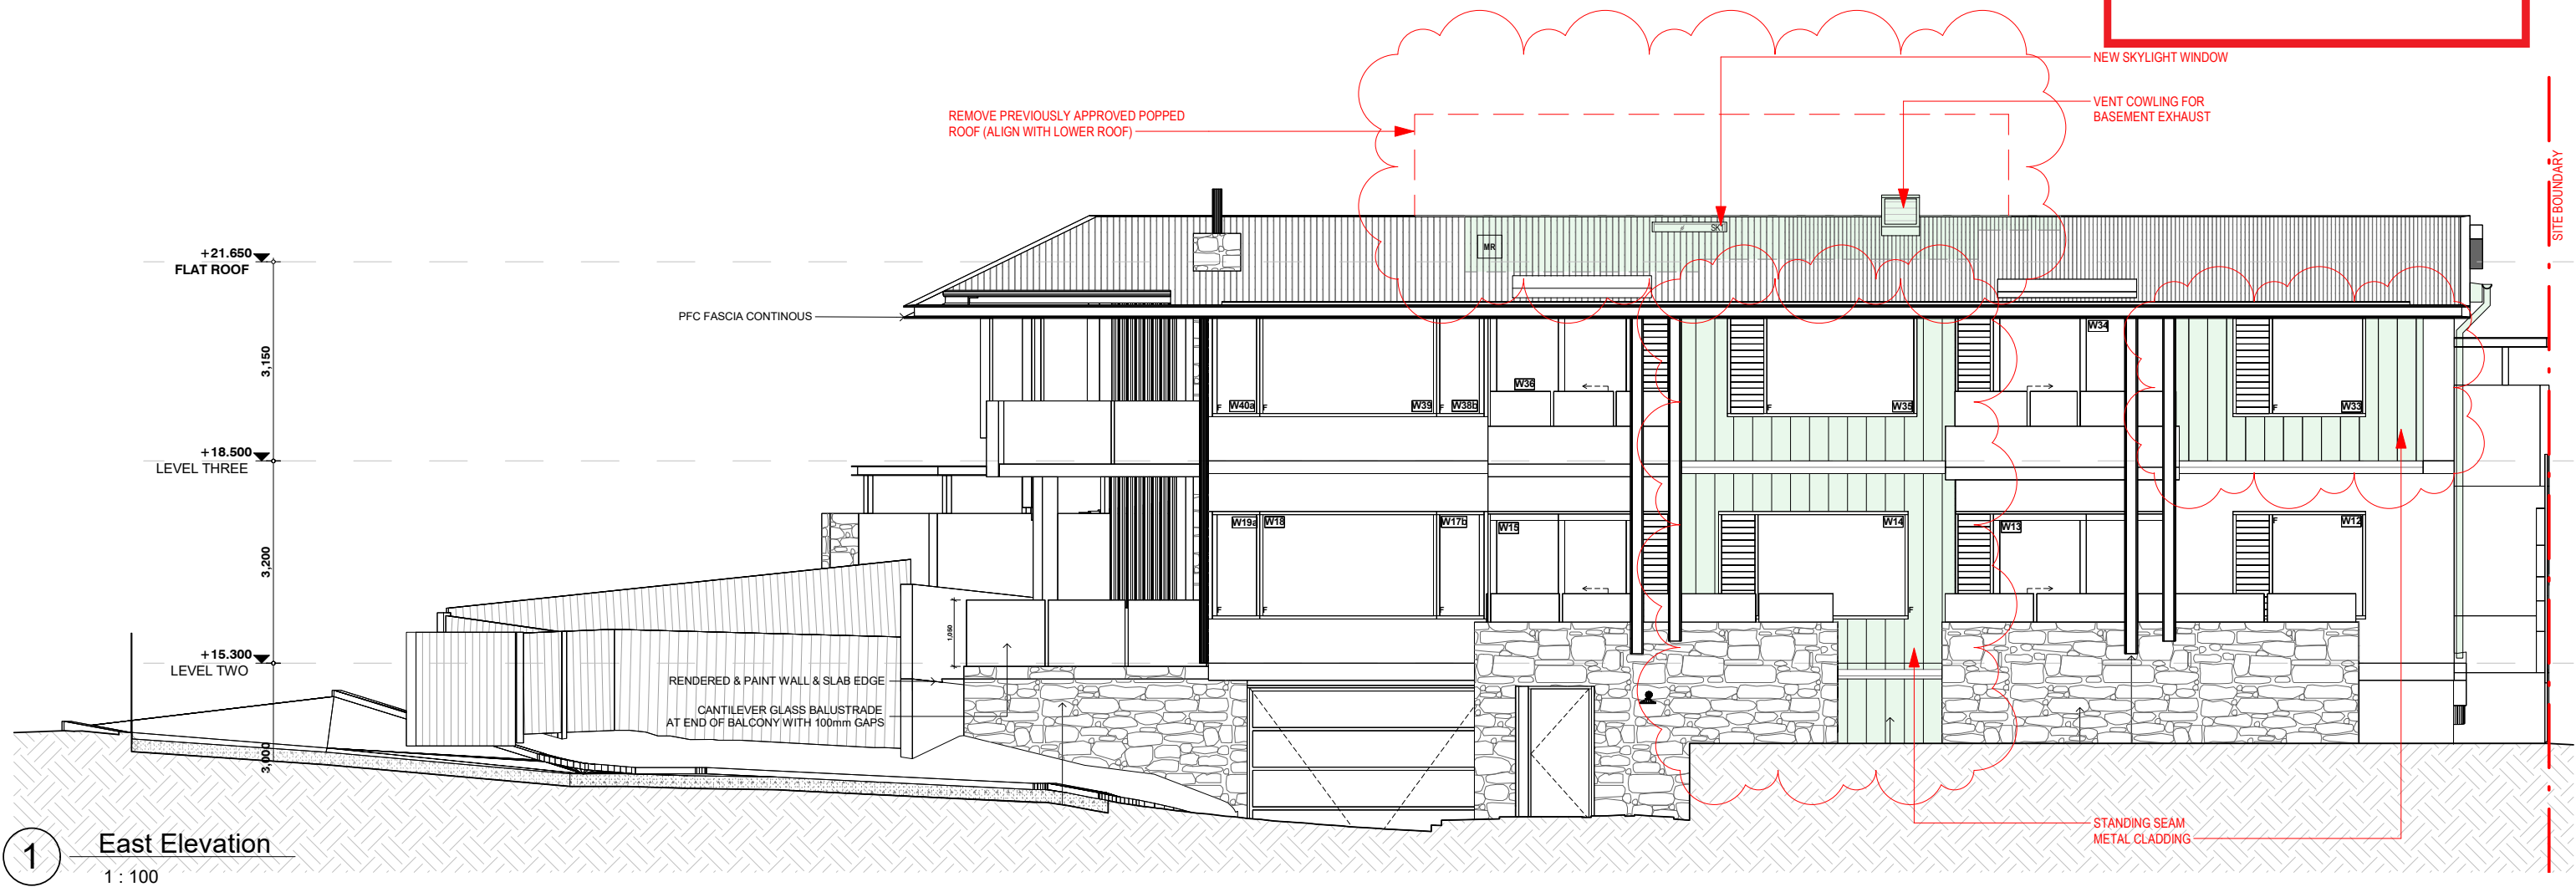 NEW SKYLIGHT WINDOW
REMOVE PREVIOUSLY APPROVED POPPED
ROOF (ALIGN WITH LOWER ROOF)
VENT COWLING FOR
BASEMENT EXHAUST
SITE BOUNDARY
MR
+21.650
FLAT ROOF
PFC FASCIA CONTINOUS
3,150
W34
W36
F
W40a
F
W39
F
W38b
F
W35
F
W33
+18.500
LEVEL THREE
W19a
W18
W17b
W15
W14
W13
F
W12
3,200
F
F
F
F
1,050
+15.300
LEVEL TWO
RENDERED & PAINT WALL & SLAB EDGE
CANTILEVER GLASS BALUSTRADE
AT END OF BALCONY WITH 100mm GAPS
3,000
STANDING SEAM
METAL CLADDING
1
East Elevation
1 : 100